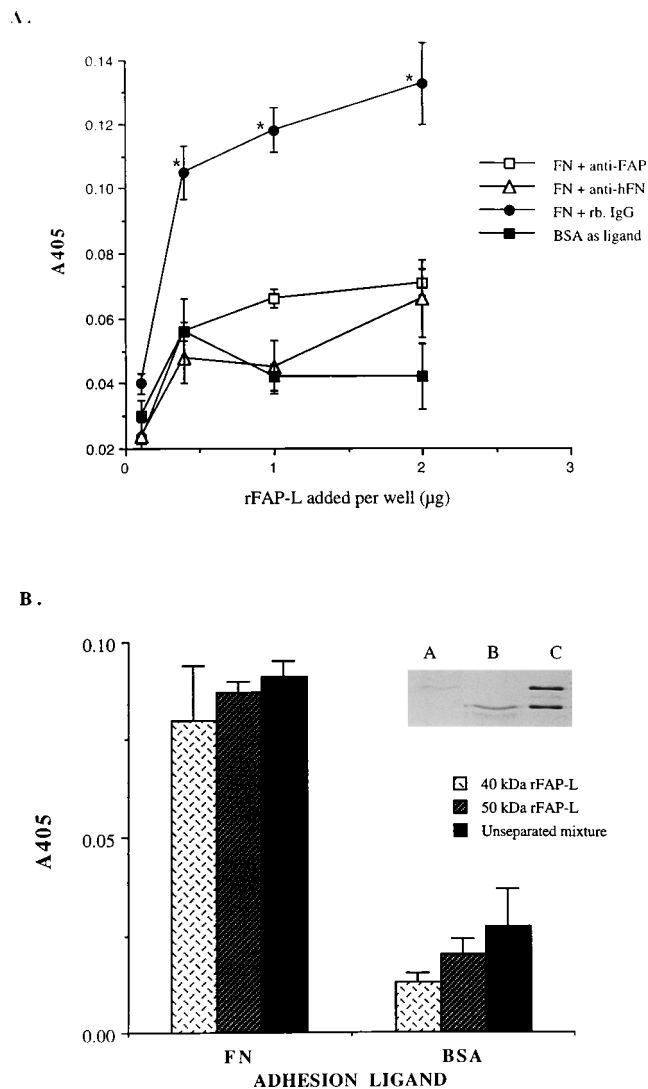 A.
0.14
0.12
0.10
0.08
0.06
0.04
0.02
A405
*
*
*
0
1
2
3
rFAP-L added per well (µg)
FN + anti-FAP
FN + anti-hFN
FN + rb. IgG
BSA as ligand
B.
0.10
0.05
0.00
A405
A B C
40 kDa rFAP-L
50 kDa rFAP-L
Unseparated mixture
FN
BSA
ADHESION LIGAND